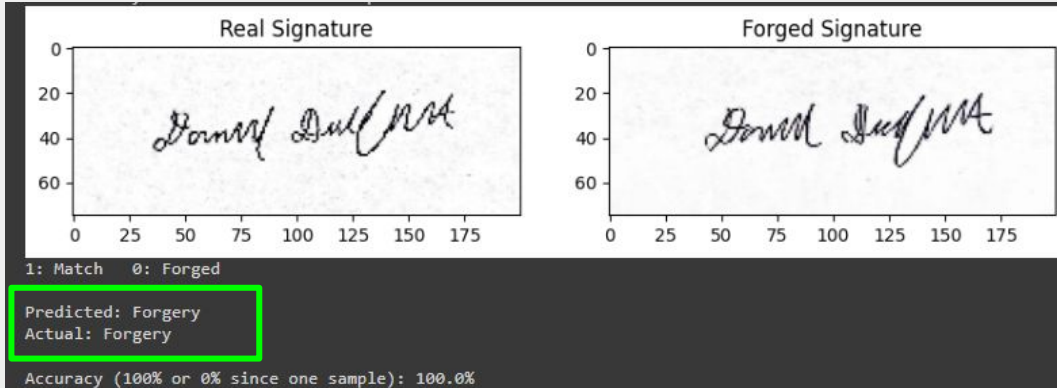 Real Signature
Forged Signature
0
20
40
60
0 25 50 75 100 125 150 175
0
20
40
60
0 25 50 75 100 125 150 175
1: Match   0: Forged
Predicted: Forgery
Actual: Forgery
Accuracy (100% or 0% since one sample): 100.0%